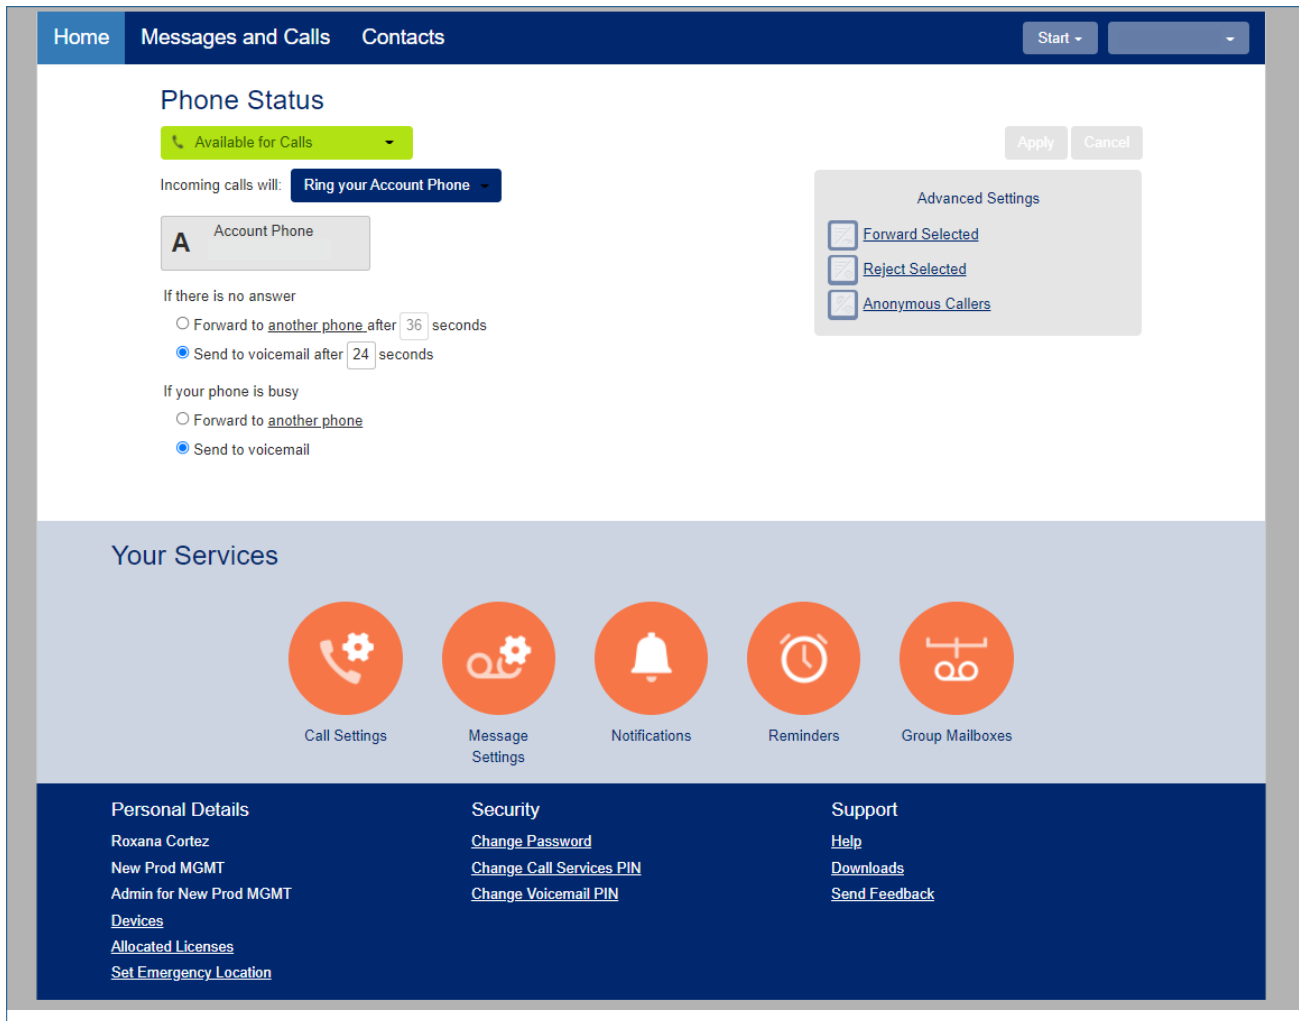 Home Messages and Calls Contacts Start
Phone Status
Available for Calls
Apply Cancel
Incoming calls will: Ring your Account Phone
Advanced Settings
A Account Phone
Forward Selected
Reject Selected
Anonymous Callers
If there is no answer
Forward to another phone after 36 seconds
Send to voicemail after 24 seconds
If your phone is busy
Forward to another phone
Send to voicemail
Your Services
Call Settings
Message
Settings
Notifications
Reminders
Group Mailboxes
Personal Details
Roxana Cortez
New Prod MGMT
Admin for New Prod MGMT
Devices
Allocated Licenses
Set Emergency Location
Security
Change Password
Change Call Services PIN
Change Voicemail PIN
Support
Help
Downloads
Send Feedback